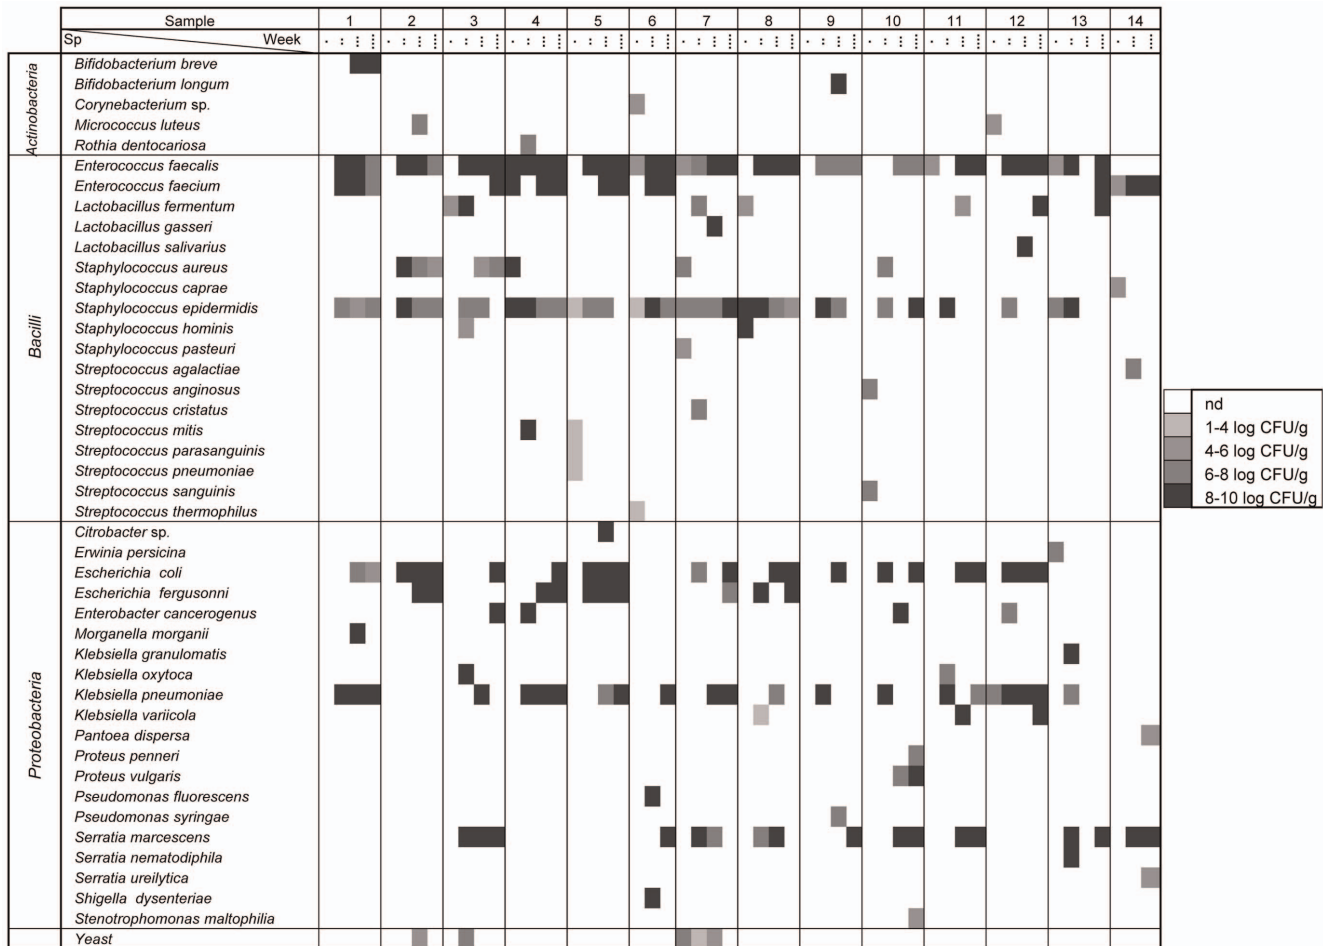 Sample 1 2 3 4 5 6 7 8 9 10 11 12 13 14
Sp Week
Actinobacteria
Bifidobacterium breve
Bifidobacterium longum
Corynebacterium sp.
Micrococcus luteus
Rothia dentocariosa
Bacilli
Enterococcus faecalis
Enterococcus faecium
Lactobacillus fermentum
Lactobacillus gasseri
Lactobacillus salivarius
Staphylococcus aureus
Staphylococcus caprae
Staphylococcus epidermidis
Staphylococcus hominis
Staphylococcus pasteuri
Streptococcus agalactiae
Streptococcus anginosus
Streptococcus cristatus
Streptococcus mitis
Streptococcus parasanguinis
Streptococcus pneumoniae
Streptococcus sanguinis
Streptococcus thermophilus
Proteobacteria
Citrobacter sp.
Erwinia persicina
Escherichia coli
Escherichia fergusonni
Enterobacter cancerogenus
Morganella morganii
Klebsiella granulomatis
Klebsiella oxytoca
Klebsiella pneumoniae
Klebsiella variicola
Pantoea dispersa
Proteus penneri
Proteus vulgaris
Pseudomonas fluorescens
Pseudomonas syringae
Serratia marcescens
Serratia nematodiphila
Serratia ureilytica
Shigella dysenteriae
Stenotrophomonas maltophilia
Yeast
nd
1-4 log CFU/g
4-6 log CFU/g
6-8 log CFU/g
8-10 log CFU/g